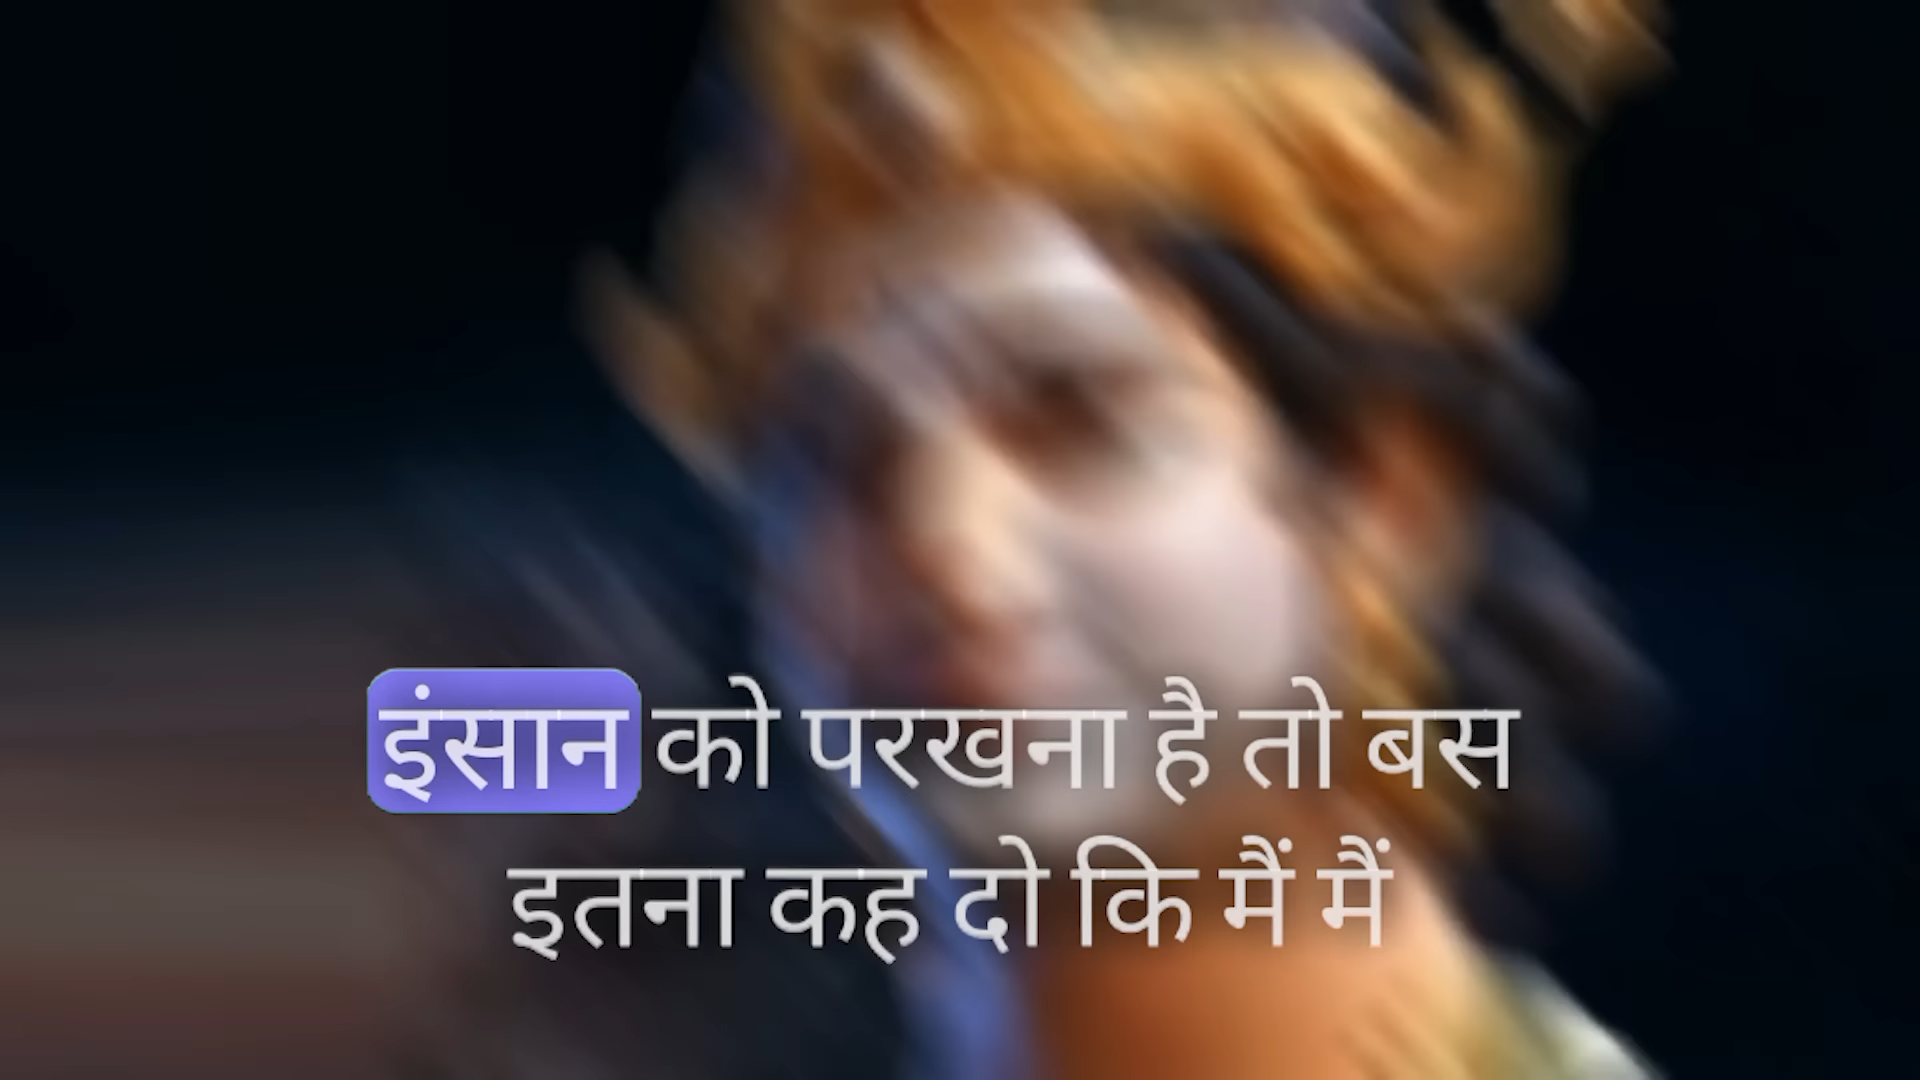 इंसान को परखना है तो बस
इतना कह दो कि मैं मैं